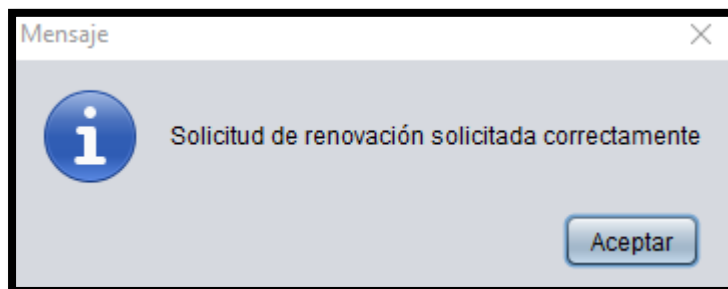 Mensaje
Solicitud de renovación solicitada correctamente
Aceptar